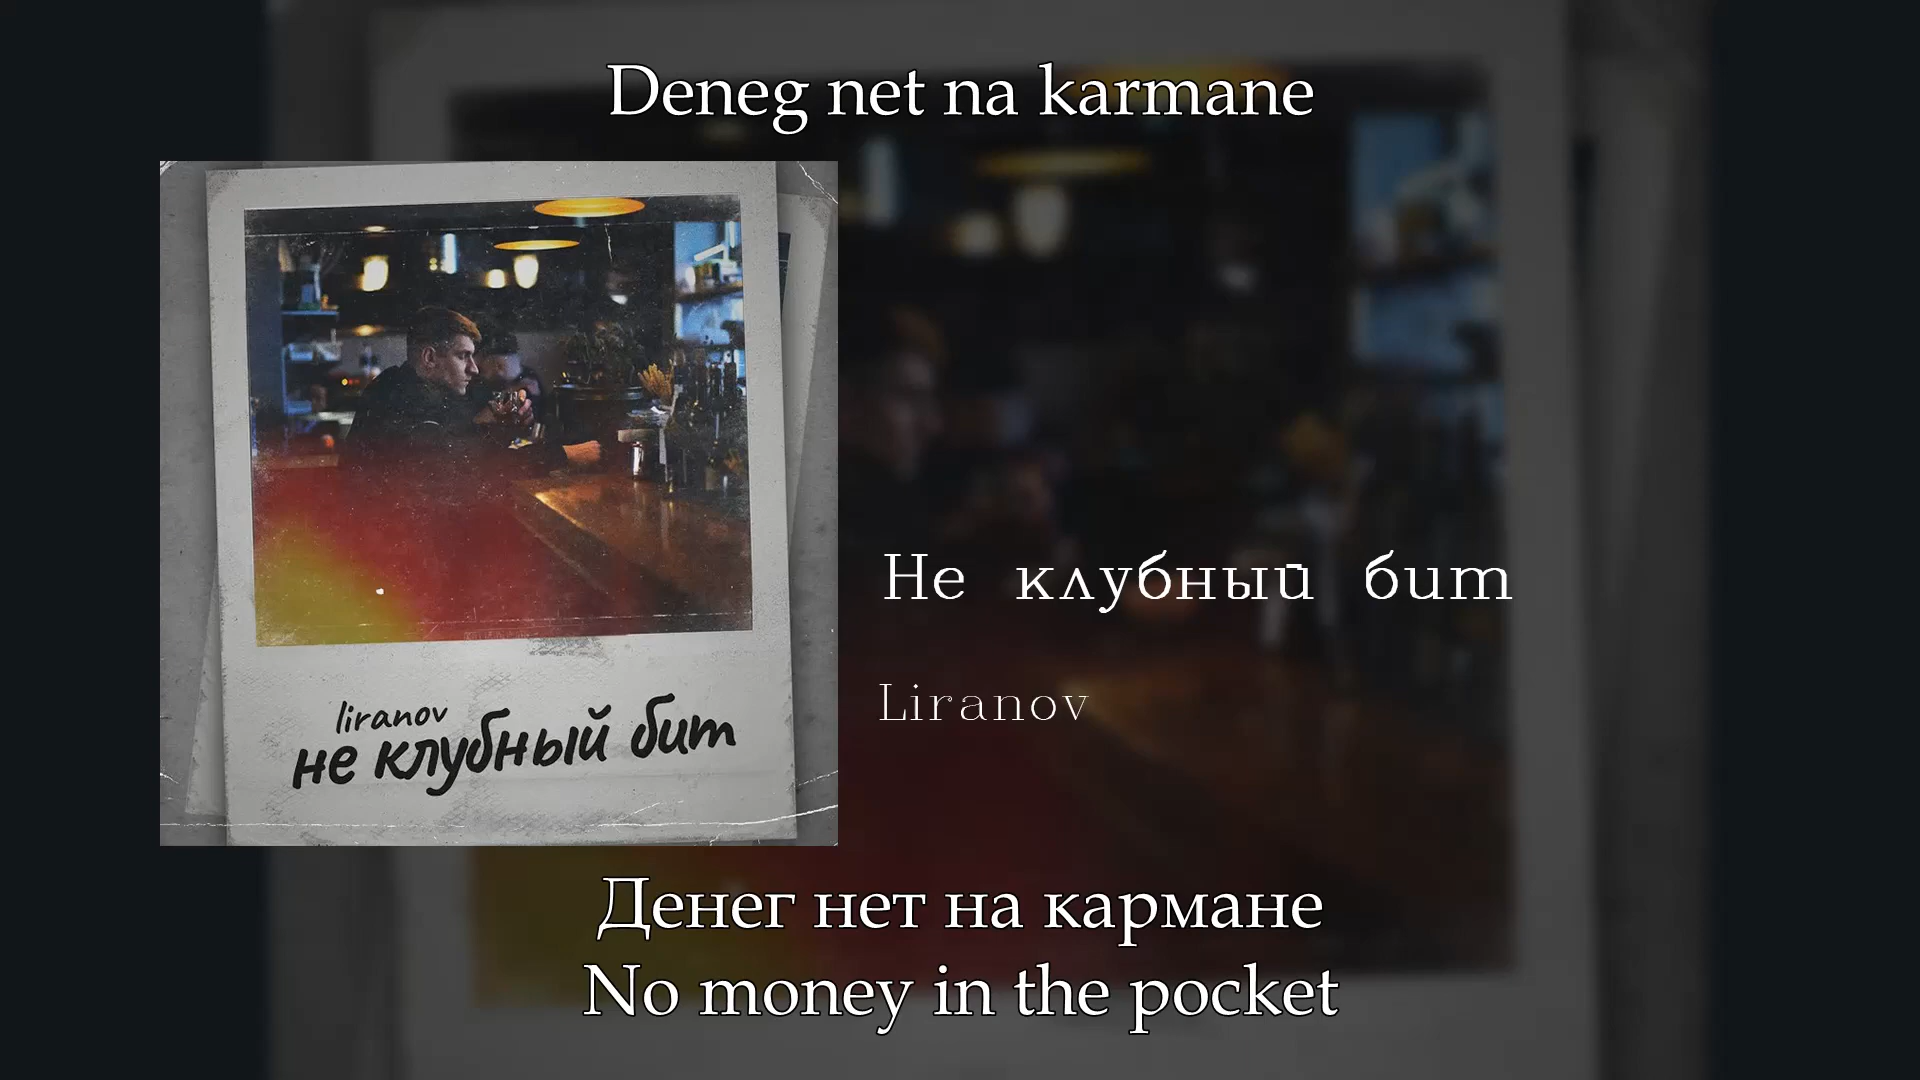 Deneg net na karmane
liranov
не клубный бит
Не клубный бит
Liranov
Денег нет на кармане
No money in the pocket